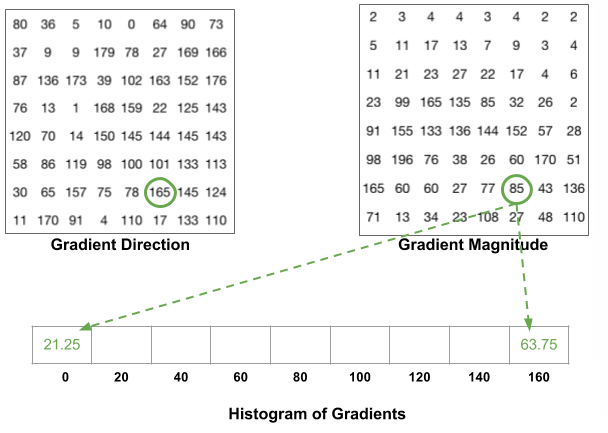 80 36 5 10 0 64 90 73
37 9 9 179 78 27 169 166
87 136 173 39 102 163 152 176
76 13 1 168 159 22 125 143
120 70 14 150 145 144 145 143
58 86 119 98 100 101 133 113
30 65 157 75 78 165 145 124
11 170 91 4 110 17 133 110
Gradient Direction
2 3 4 4 3 4 2 2
5 11 17 13 7 9 3 4
11 21 23 27 22 17 4 6
23 99 165 135 85 32 26 2
91 155 133 136 144 152 57 28
98 196 76 38 26 60 170 51
165 60 60 27 77 85 43 136
71 13 34 23 108 27 48 110
Gradient Magnitude
21.25 63.75
0 20 40 60 80 100 120 140 160
Histogram of Gradients